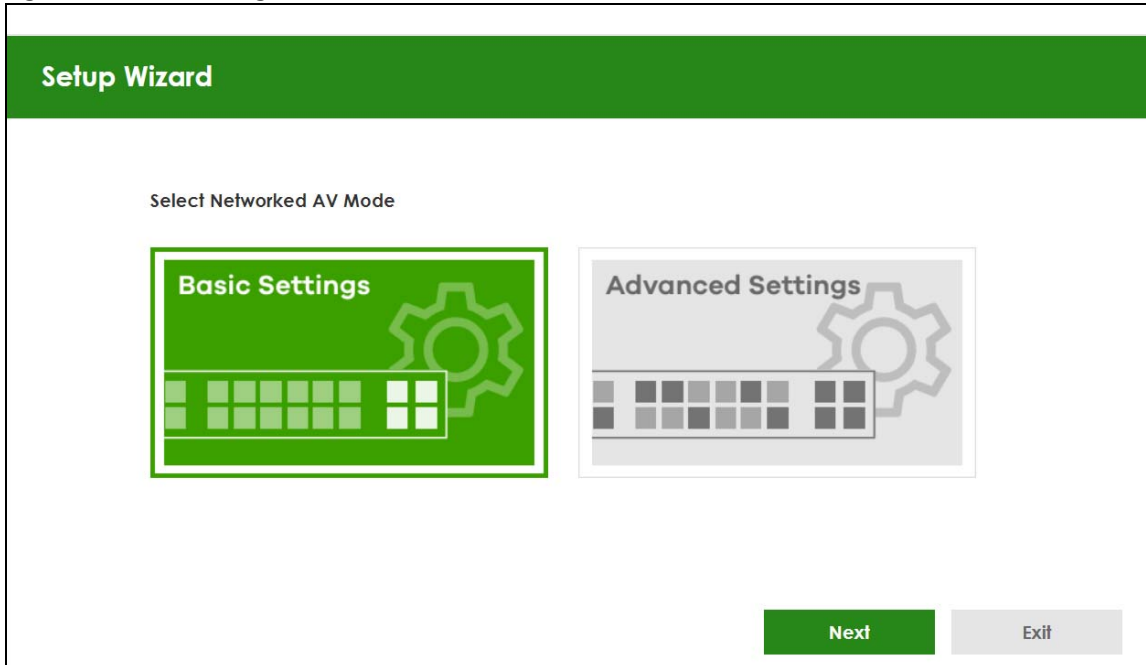 Setup Wizard
Select Networked AV Mode
Basic Settings
Advanced Settings
Next
Exit